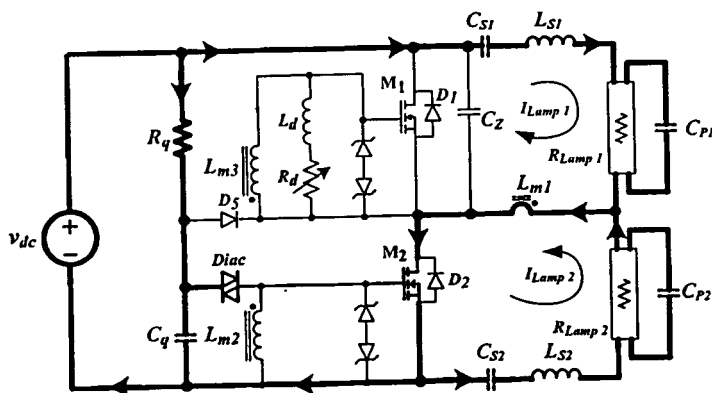 C_S1 L_S1
M_1 D1
L_d C_Z I_Lamp 1
R_q C_P1
L_m3 R_d R_Lamp 1
L_m1
D_5
v_dc
Diac M_2
D_2 I_Lamp 2
C_P2
C_q L_m2 R_Lamp 2
C_S2 L_S2